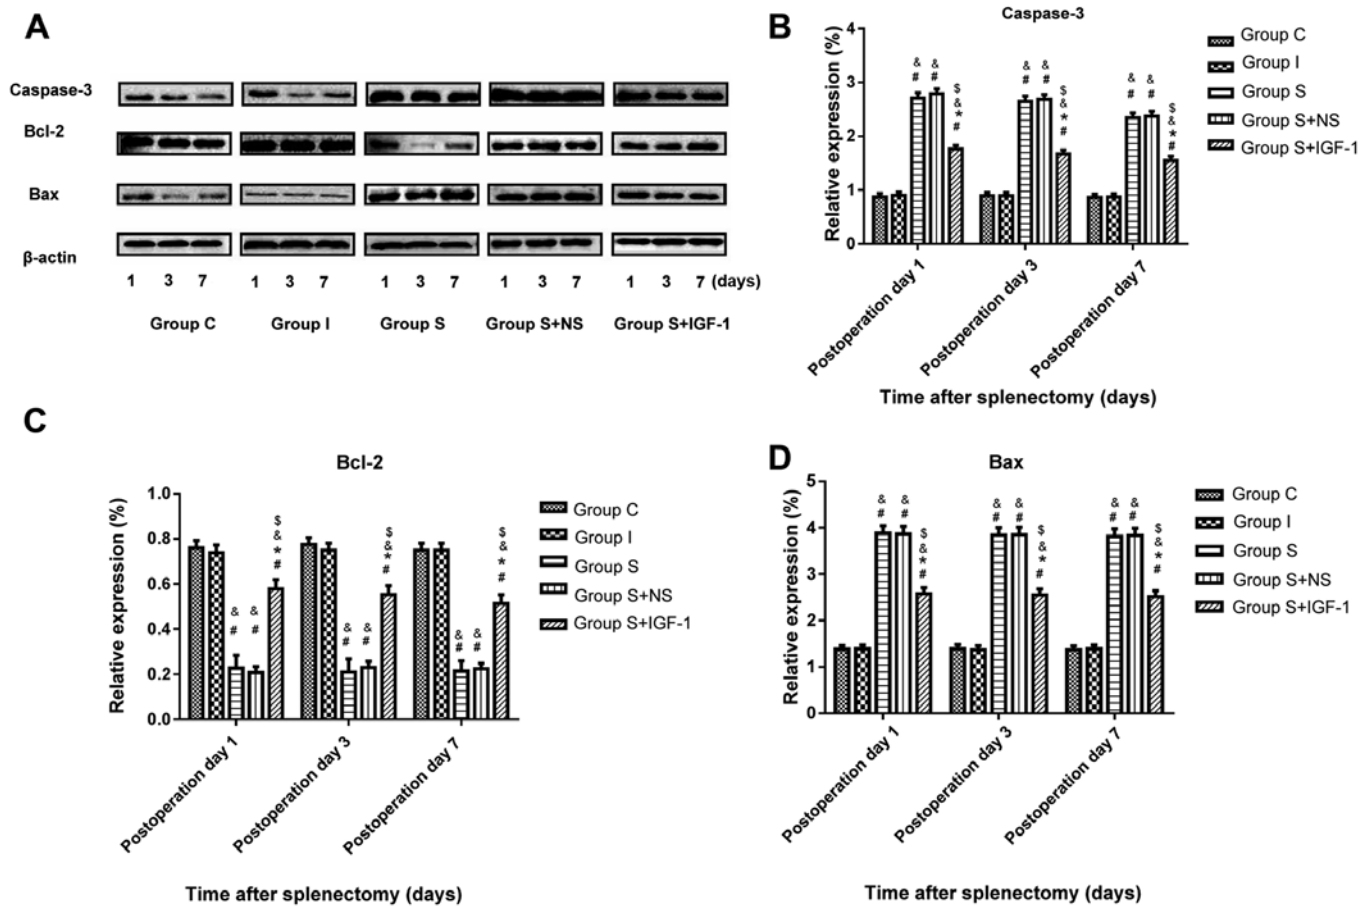 A
Caspase-3
Bcl-2
Bax
β-actin
1 3 7 1 3 7 1 3 7 1 3 7 1 3 7 (days)
Group C Group I Group S Group S+NS Group S+IGF-1
B
Caspase-3
Relative expression (%)
4
3
2
1
0
& & & & & & $ $ $
# # # # # # & & &
* * *
# # #
Group C
Group I
Group S
Group S+NS
Group S+IGF-1
Postoperation day 1
Postoperation day 3
Postoperation day 7
Time after splenectomy (days)
C
Bcl-2
Relative expression (%)
1.0
0.8
0.6
0.4
0.2
0.0
$ $ $
& & &
* * *
# # #
& & & & & &
# # # # # #
Group C
Group I
Group S
Group S+NS
Group S+IGF-1
Postoperation day 1
Postoperation day 3
Postoperation day 7
Time after splenectomy (days)
D
Bax
Relative expression (%)
5
4
3
2
1
0
& & & & & &
# # # # # #
$ $ $
& & &
* * *
# # #
Group C
Group I
Group S
Group S+NS
Group S+IGF-1
Postoperation day 1
Postoperation day 3
Postoperation day 7
Time after splenectomy (days)